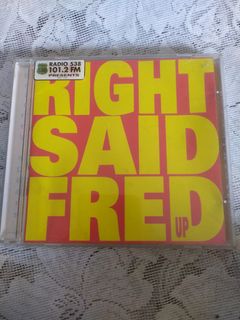 RADIO 538
101.2 FM
PRESENTS
RIGHT
SAID
FRED
UP